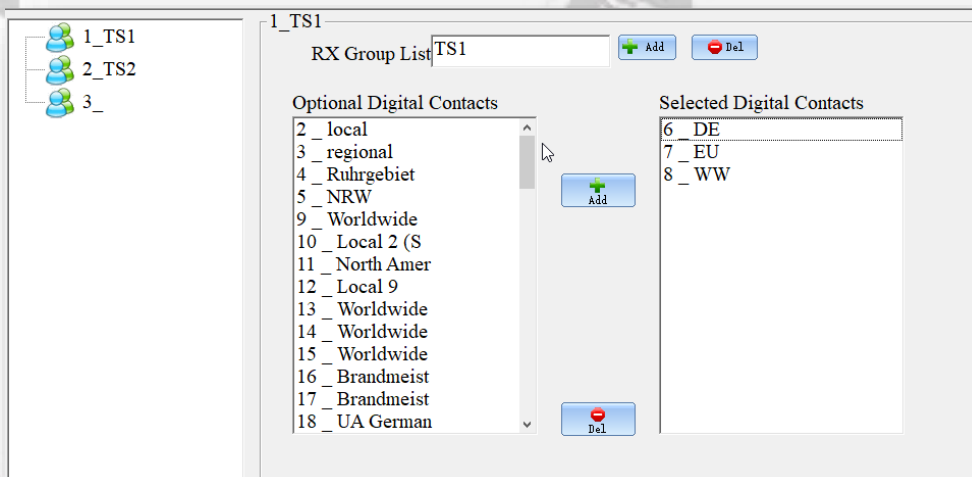 1_TS1
2_TS2
3_
1_TS1
RX Group List TS1 Add Del
Optional Digital Contacts
2 _ local
3 _ regional
4 _ Ruhrgebiet
5 _ NRW
9 _ Worldwide
10 _ Local 2 (S
11 _ North Amer
12 _ Local 9
13 _ Worldwide
14 _ Worldwide
15 _ Worldwide
16 _ Brandmeist
17 _ Brandmeist
18 _ UA German
Add
Del
Selected Digital Contacts
6 _ DE
7 _ EU
8 _ WW